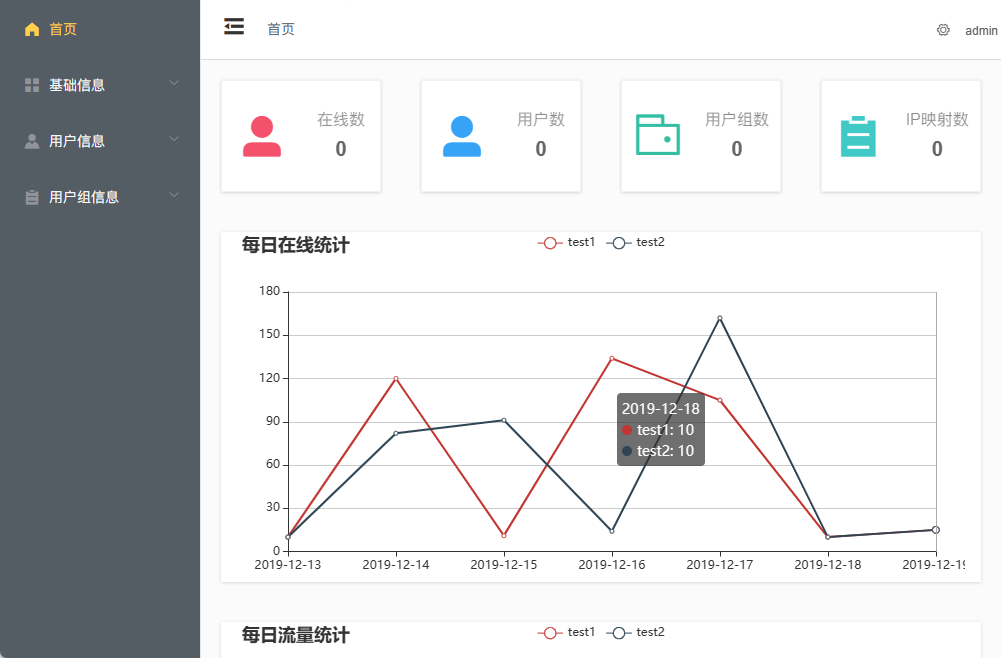 首页
基础信息
用户信息
用户组信息
首页
admin
在线数
0
用户数
0
用户组数
0
IP映射数
0
每日在线统计
test1 test2
180
150
120
90
60
30
0
2019-12-18
test1: 10
test2: 10
2019-12-13 2019-12-14 2019-12-15 2019-12-16 2019-12-17 2019-12-18 2019-12-19
每日流量统计
test1 test2